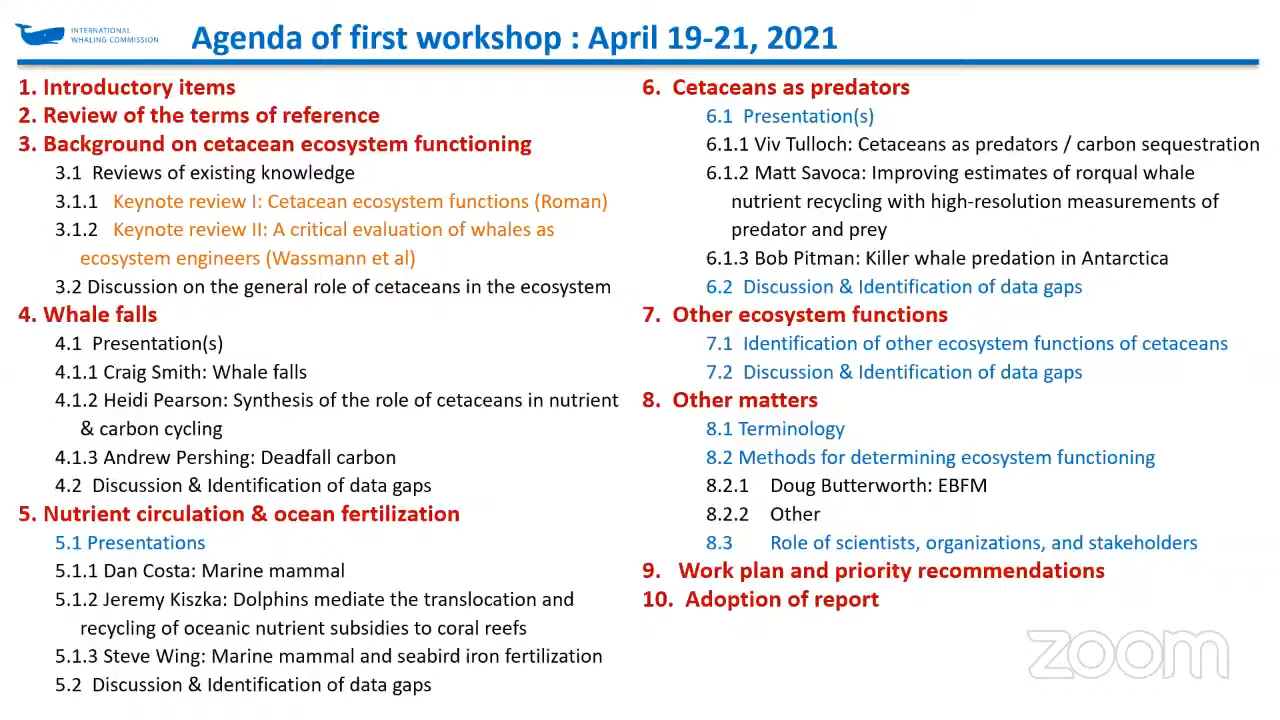 INTERNATIONAL
WHALING COMMISSION
Agenda of first workshop : April 19-21, 2021
1. Introductory items
2. Review of the terms of reference
3. Background on cetacean ecosystem functioning
3.1 Reviews of existing knowledge
3.1.1 Keynote review I: Cetacean ecosystem functions (Roman)
3.1.2 Keynote review II: A critical evaluation of whales as
ecosystem engineers (Wassmann et al)
3.2 Discussion on the general role of cetaceans in the ecosystem
4. Whale falls
4.1 Presentation(s)
4.1.1 Craig Smith: Whale falls
4.1.2 Heidi Pearson: Synthesis of the role of cetaceans in nutrient
& carbon cycling
4.1.3 Andrew Pershing: Deadfall carbon
4.2 Discussion & Identification of data gaps
5. Nutrient circulation & ocean fertilization
5.1 Presentations
5.1.1 Dan Costa: Marine mammal
5.1.2 Jeremy Kiszka: Dolphins mediate the translocation and
recycling of oceanic nutrient subsidies to coral reefs
5.1.3 Steve Wing: Marine mammal and seabird iron fertilization
5.2 Discussion & Identification of data gaps
6. Cetaceans as predators
6.1 Presentation(s)
6.1.1 Viv Tulloch: Cetaceans as predators / carbon sequestration
6.1.2 Matt Savoca: Improving estimates of rorqual whale
nutrient recycling with high-resolution measurements of
predator and prey
6.1.3 Bob Pitman: Killer whale predation in Antarctica
6.2 Discussion & Identification of data gaps
7. Other ecosystem functions
7.1 Identification of other ecosystem functions of cetaceans
7.2 Discussion & Identification of data gaps
8. Other matters
8.1 Terminology
8.2 Methods for determining ecosystem functioning
8.2.1 Doug Butterworth: EBFM
8.2.2 Other
8.3 Role of scientists, organizations, and stakeholders
9. Work plan and priority recommendations
10. Adoption of report
zoom